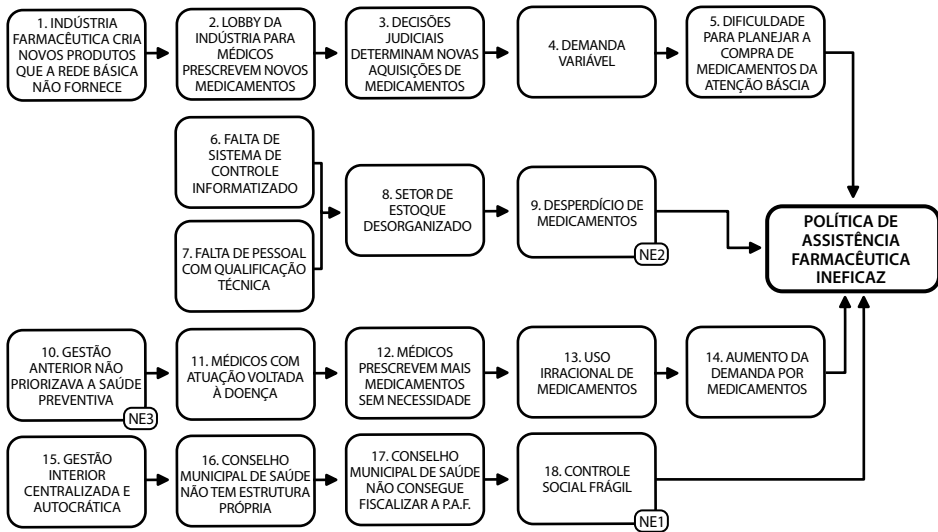 1. INDÚSTRIA
FARMACÊUTICA CRIA
NOVOS PRODUTOS
QUE A REDE BÁSICA
NÃO FORNECE
2. LOBBY DA
INDÚSTRIA PARA
MÉDICOS
PRESCREVEM NOVOS
MEDICAMENTOS
3. DECISÕES
JUDICIAIS
DETERMINAM NOVAS
AQUISIÇÕES DE
MEDICAMENTOS
4. DEMANDA
VARIÁVEL
5. DIFICULDADE
PARA PLANEJAR A
COMPRA DE
MEDICAMENTOS DA
ATENÇÃO BÁSCIA
6. FALTA DE
SISTEMA DE
CONTROLE
INFORMATIZADO
7. FALTA DE PESSOAL
COM QUALIFICAÇÃO
TÉCNICA
8. SETOR DE
ESTOQUE
DESORGANIZADO
9. DESPERDÍCIO DE
MEDICAMENTOS
NE2
POLÍTICA DE
ASSISTÊNCIA
FARMACÊUTICA
INEFICAZ
10. GESTÃO
ANTERIOR NÃO
PRIORIZAVA A SAÚDE
PREVENTIVA
NE3
11. MÉDICOS COM
ATUAÇÃO VOLTADA
À DOENÇA
12. MÉDICOS
PRESCREVEM MAIS
MEDICAMENTOS
SEM NECESSIDADE
13. USO
IRRACIONAL DE
MEDICAMENTOS
14. AUMENTO DA
DEMANDA POR
MEDICAMENTOS
15. GESTÃO
INTERIOR
CENTRALIZADA E
AUTOCRÁTICA
16. CONSELHO
MUNICIPAL DE SAÚDE
NÃO TEM ESTRUTURA
PRÓPRIA
17. CONSELHO
MUNICIPAL DE SAÚDE
NÃO CONSEGUE
FISCALIZAR A P.A.F.
18. CONTROLE
SOCIAL FRÁGIL
NE1